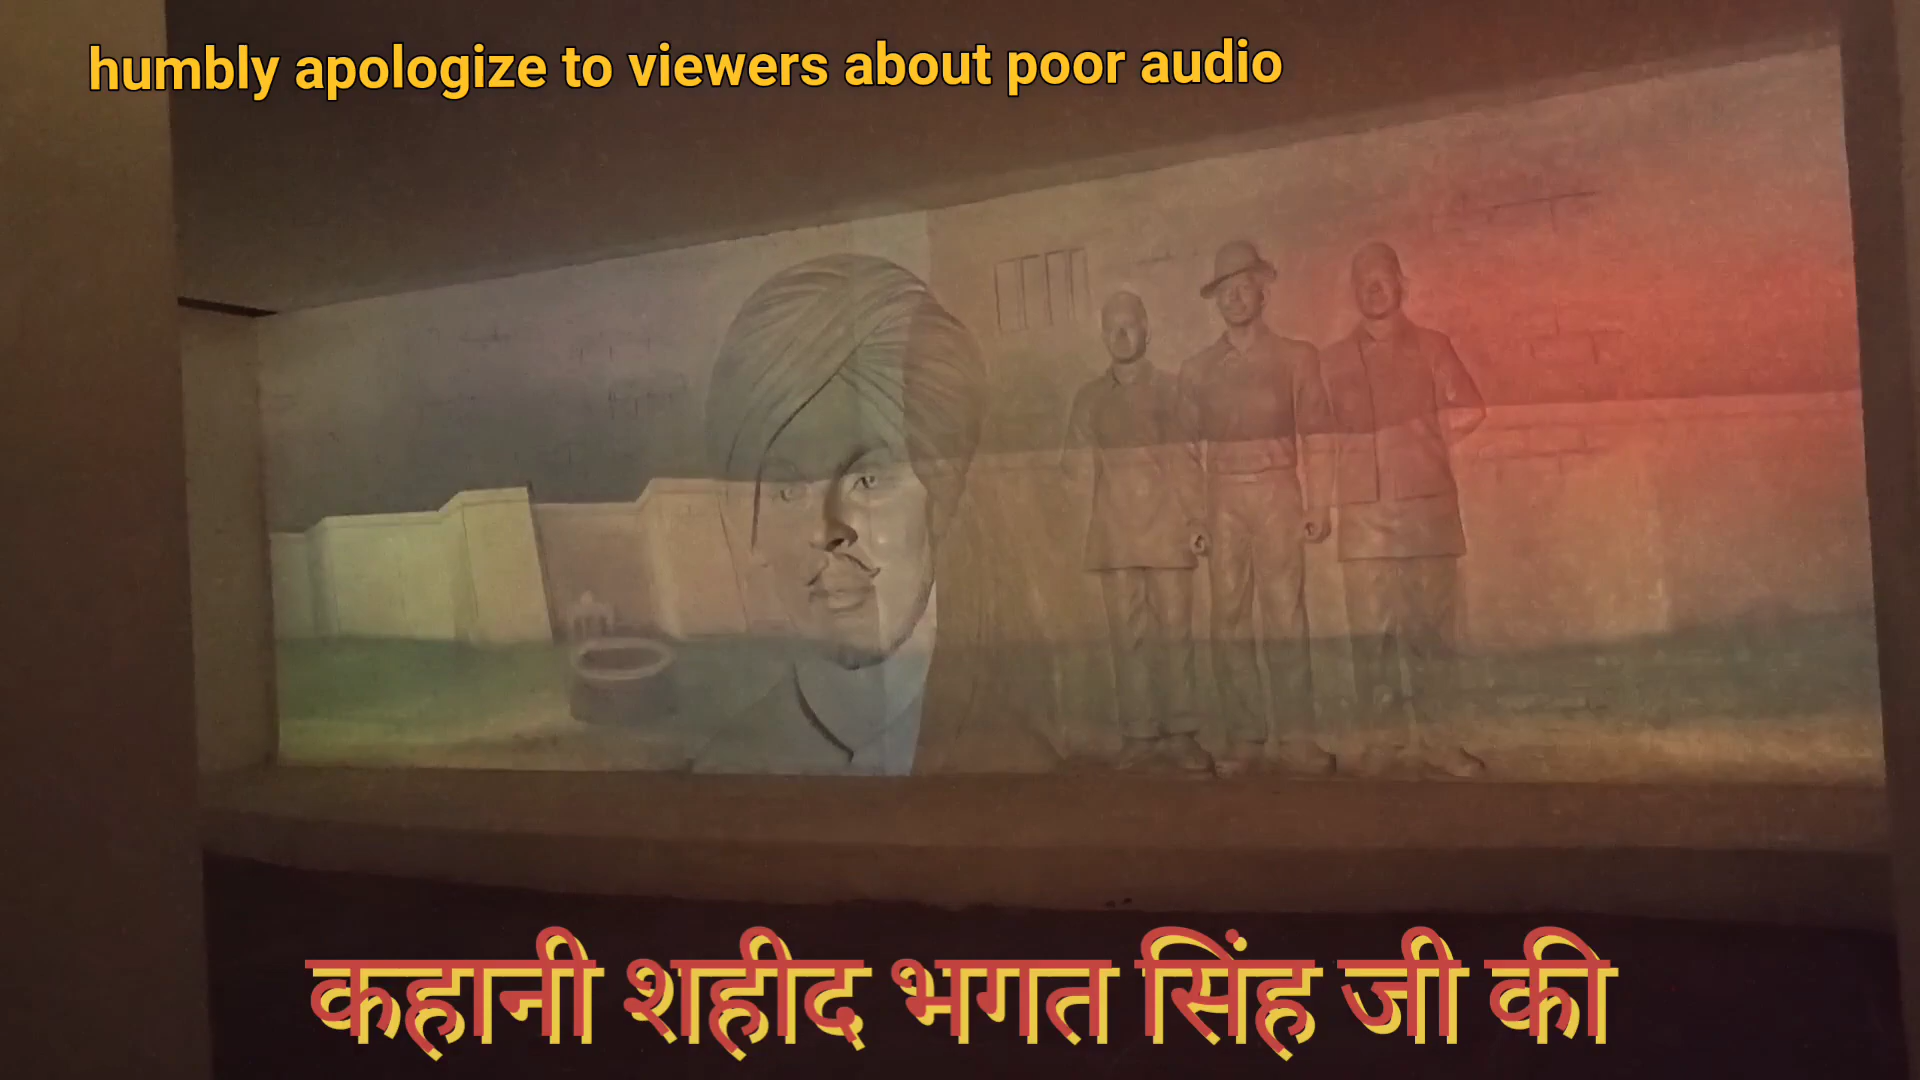 humbly apologize to viewers about poor audio
कहानी शहीद भगत सिंह जी की